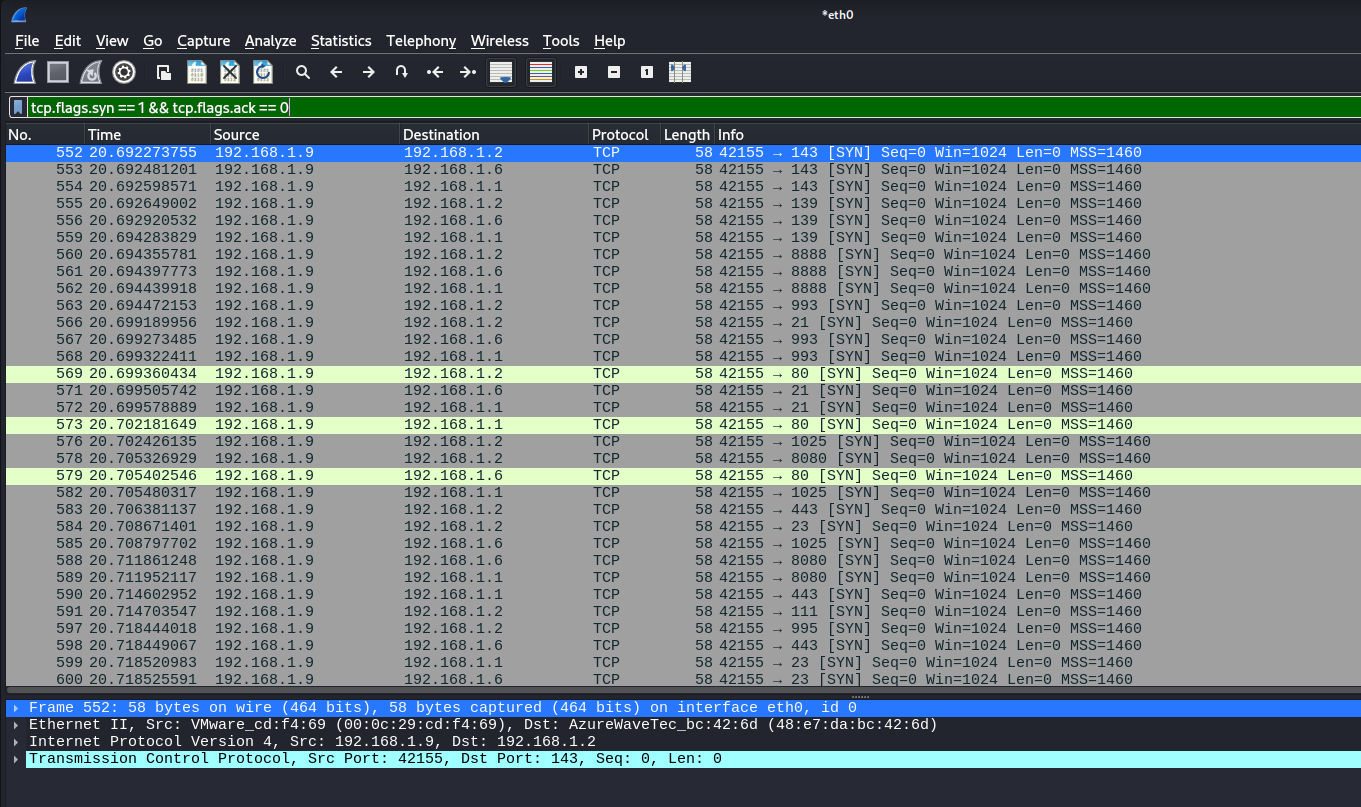 *eth0
File Edit View Go Capture Analyze Statistics Telephony Wireless Tools Help
tcp.flags.syn == 1 && tcp.flags.ack == 0
No. Time Source Destination Protocol Length Info
552 20.692273755 192.168.1.9 192.168.1.2 TCP 58 42155 → 143 [SYN] Seq=0 Win=1024 Len=0 MSS=1460
553 20.692481201 192.168.1.9 192.168.1.6 TCP 58 42155 → 143 [SYN] Seq=0 Win=1024 Len=0 MSS=1460
554 20.692598571 192.168.1.9 192.168.1.1 TCP 58 42155 → 143 [SYN] Seq=0 Win=1024 Len=0 MSS=1460
555 20.692649002 192.168.1.9 192.168.1.2 TCP 58 42155 → 139 [SYN] Seq=0 Win=1024 Len=0 MSS=1460
556 20.692920532 192.168.1.9 192.168.1.6 TCP 58 42155 → 139 [SYN] Seq=0 Win=1024 Len=0 MSS=1460
559 20.694283829 192.168.1.9 192.168.1.1 TCP 58 42155 → 139 [SYN] Seq=0 Win=1024 Len=0 MSS=1460
560 20.694355781 192.168.1.9 192.168.1.2 TCP 58 42155 → 8888 [SYN] Seq=0 Win=1024 Len=0 MSS=1460
561 20.694397773 192.168.1.9 192.168.1.6 TCP 58 42155 → 8888 [SYN] Seq=0 Win=1024 Len=0 MSS=1460
562 20.694439918 192.168.1.9 192.168.1.1 TCP 58 42155 → 8888 [SYN] Seq=0 Win=1024 Len=0 MSS=1460
563 20.694472153 192.168.1.9 192.168.1.2 TCP 58 42155 → 993 [SYN] Seq=0 Win=1024 Len=0 MSS=1460
566 20.699189956 192.168.1.9 192.168.1.2 TCP 58 42155 → 21 [SYN] Seq=0 Win=1024 Len=0 MSS=1460
567 20.699273485 192.168.1.9 192.168.1.6 TCP 58 42155 → 993 [SYN] Seq=0 Win=1024 Len=0 MSS=1460
568 20.699322411 192.168.1.9 192.168.1.1 TCP 58 42155 → 993 [SYN] Seq=0 Win=1024 Len=0 MSS=1460
569 20.699360434 192.168.1.9 192.168.1.2 TCP 58 42155 → 80 [SYN] Seq=0 Win=1024 Len=0 MSS=1460
571 20.699505742 192.168.1.9 192.168.1.6 TCP 58 42155 → 21 [SYN] Seq=0 Win=1024 Len=0 MSS=1460
572 20.699578889 192.168.1.9 192.168.1.1 TCP 58 42155 → 21 [SYN] Seq=0 Win=1024 Len=0 MSS=1460
573 20.702181649 192.168.1.9 192.168.1.1 TCP 58 42155 → 80 [SYN] Seq=0 Win=1024 Len=0 MSS=1460
576 20.702426135 192.168.1.9 192.168.1.2 TCP 58 42155 → 1025 [SYN] Seq=0 Win=1024 Len=0 MSS=1460
578 20.705326929 192.168.1.9 192.168.1.2 TCP 58 42155 → 8080 [SYN] Seq=0 Win=1024 Len=0 MSS=1460
579 20.705402546 192.168.1.9 192.168.1.6 TCP 58 42155 → 80 [SYN] Seq=0 Win=1024 Len=0 MSS=1460
582 20.705480317 192.168.1.9 192.168.1.1 TCP 58 42155 → 1025 [SYN] Seq=0 Win=1024 Len=0 MSS=1460
583 20.706381137 192.168.1.9 192.168.1.2 TCP 58 42155 → 443 [SYN] Seq=0 Win=1024 Len=0 MSS=1460
584 20.708671401 192.168.1.9 192.168.1.2 TCP 58 42155 → 23 [SYN] Seq=0 Win=1024 Len=0 MSS=1460
585 20.708797702 192.168.1.9 192.168.1.6 TCP 58 42155 → 1025 [SYN] Seq=0 Win=1024 Len=0 MSS=1460
588 20.711861248 192.168.1.9 192.168.1.6 TCP 58 42155 → 8080 [SYN] Seq=0 Win=1024 Len=0 MSS=1460
589 20.711952117 192.168.1.9 192.168.1.1 TCP 58 42155 → 8080 [SYN] Seq=0 Win=1024 Len=0 MSS=1460
590 20.714602952 192.168.1.9 192.168.1.1 TCP 58 42155 → 443 [SYN] Seq=0 Win=1024 Len=0 MSS=1460
591 20.714703547 192.168.1.9 192.168.1.2 TCP 58 42155 → 111 [SYN] Seq=0 Win=1024 Len=0 MSS=1460
597 20.718444018 192.168.1.9 192.168.1.2 TCP 58 42155 → 995 [SYN] Seq=0 Win=1024 Len=0 MSS=1460
598 20.718449067 192.168.1.9 192.168.1.6 TCP 58 42155 → 443 [SYN] Seq=0 Win=1024 Len=0 MSS=1460
599 20.718520983 192.168.1.9 192.168.1.1 TCP 58 42155 → 23 [SYN] Seq=0 Win=1024 Len=0 MSS=1460
600 20.718525591 192.168.1.9 192.168.1.6 TCP 58 42155 → 23 [SYN] Seq=0 Win=1024 Len=0 MSS=1460
Frame 552: 58 bytes on wire (464 bits), 58 bytes captured (464 bits) on interface eth0, id 0
Ethernet II, Src: VMware_cd:f4:69 (00:0c:29:cd:f4:69), Dst: AzureWaveTec_bc:42:6d (48:e7:da:bc:42:6d)
Internet Protocol Version 4, Src: 192.168.1.9, Dst: 192.168.1.2
Transmission Control Protocol, Src Port: 42155, Dst Port: 143, Seq: 0, Len: 0